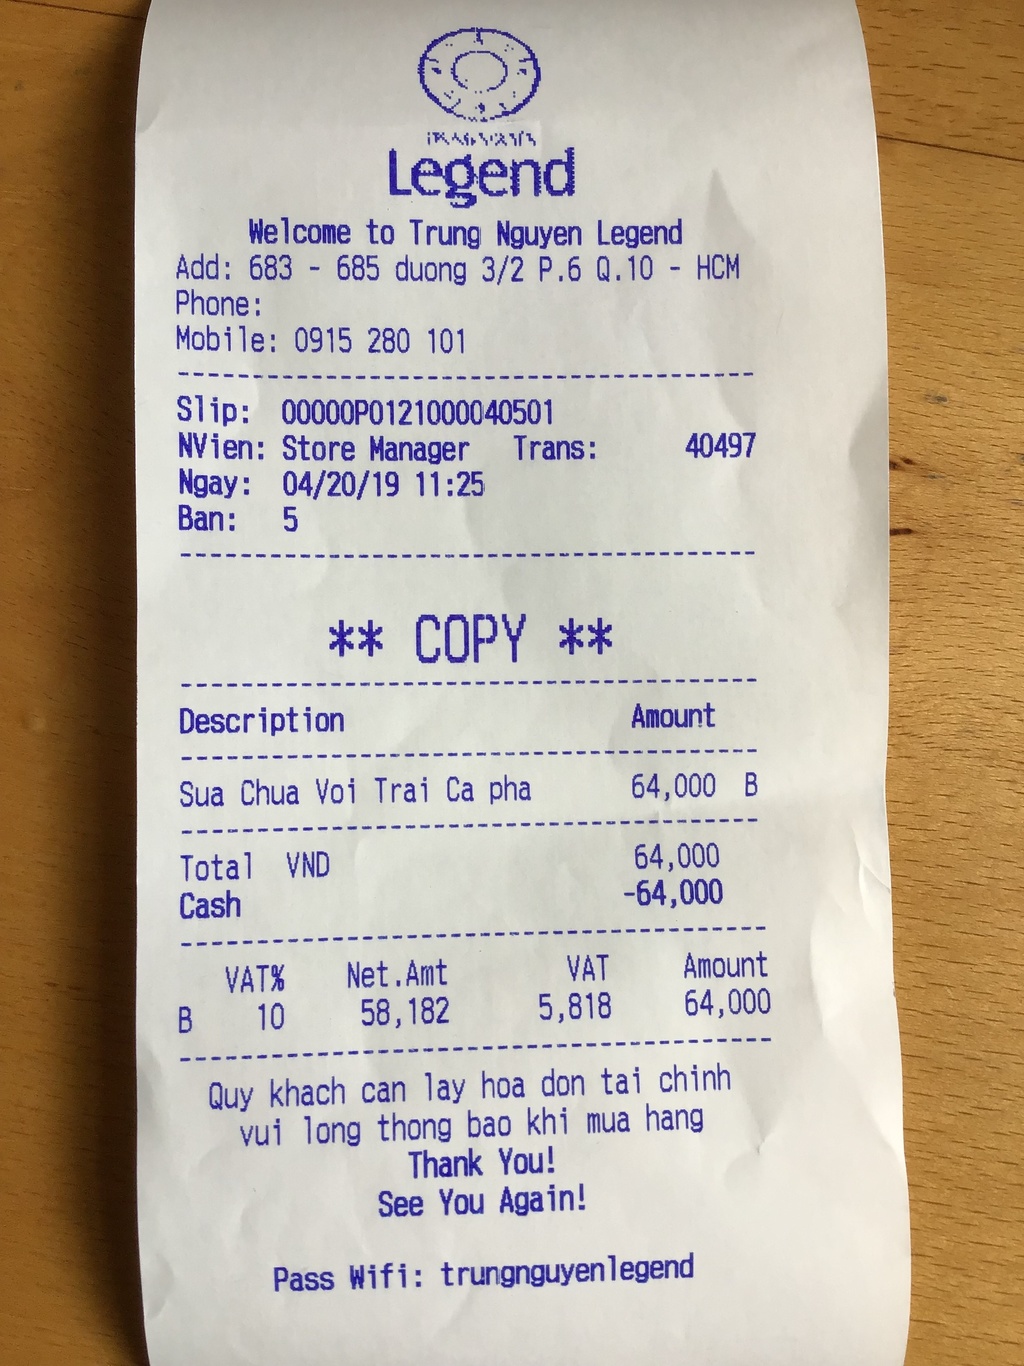 Legend
Welcome to Trung Nguyen Legend
Add: 683 - 685 duong 3/2 P.6 Q.10 - HCM
Phone:
Mobile: 0915 280 101
Slip: 00000P0121000040501
NVien: Store Manager Trans: 40497
Ngay: 04/20/19 11:25
Ban: 5
** COPY **
Description Amount
Sua Chua Voi Trai Ca pha 64,000 B
Total VND 64,000
Cash -64,000
VAT% Net.Amt VAT Amount
B 10 58,182 5,818 64,000
Quy khach can lay hoa don tai chinh
vui long thong bao khi mua hang
Thank You!
See You Again!
Pass Wifi: trungnguyenlegend